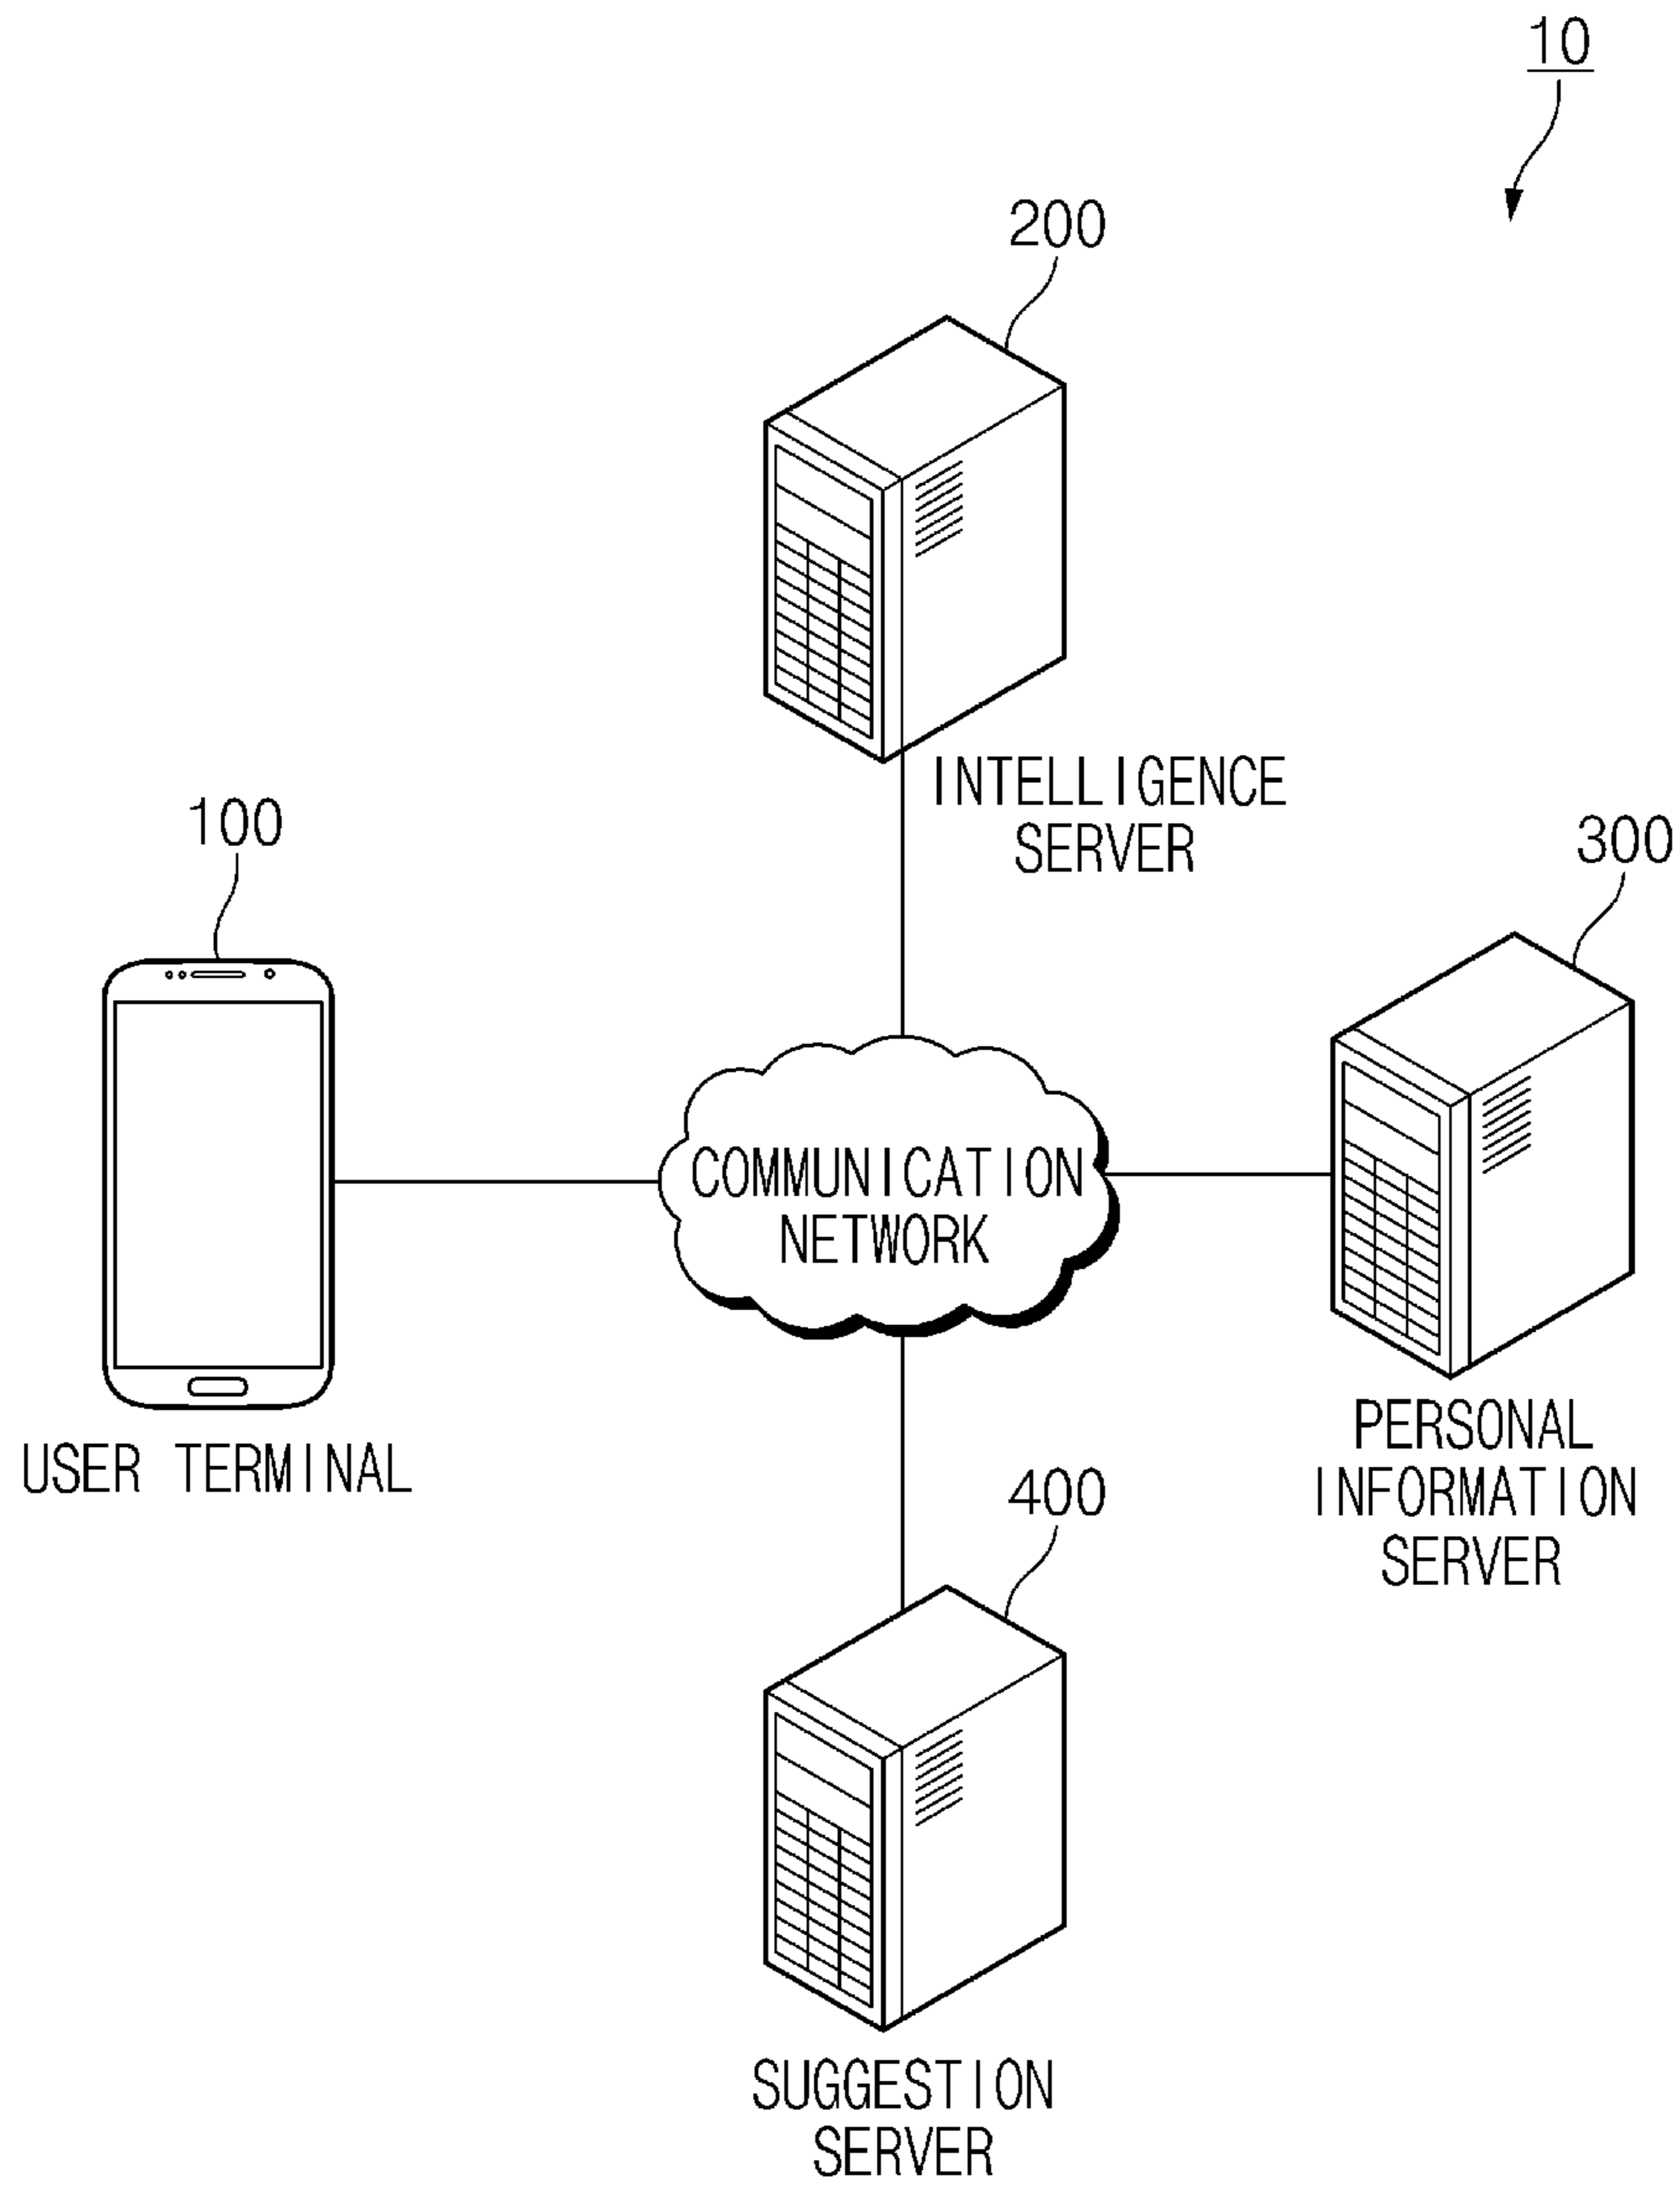 10
200
INTELLIGENCE
SERVER
100
300
COMMUNICATION
NETWORK
USER TERMINAL
PERSONAL
INFORMATION
SERVER
400
SUGGESTION
SERVER